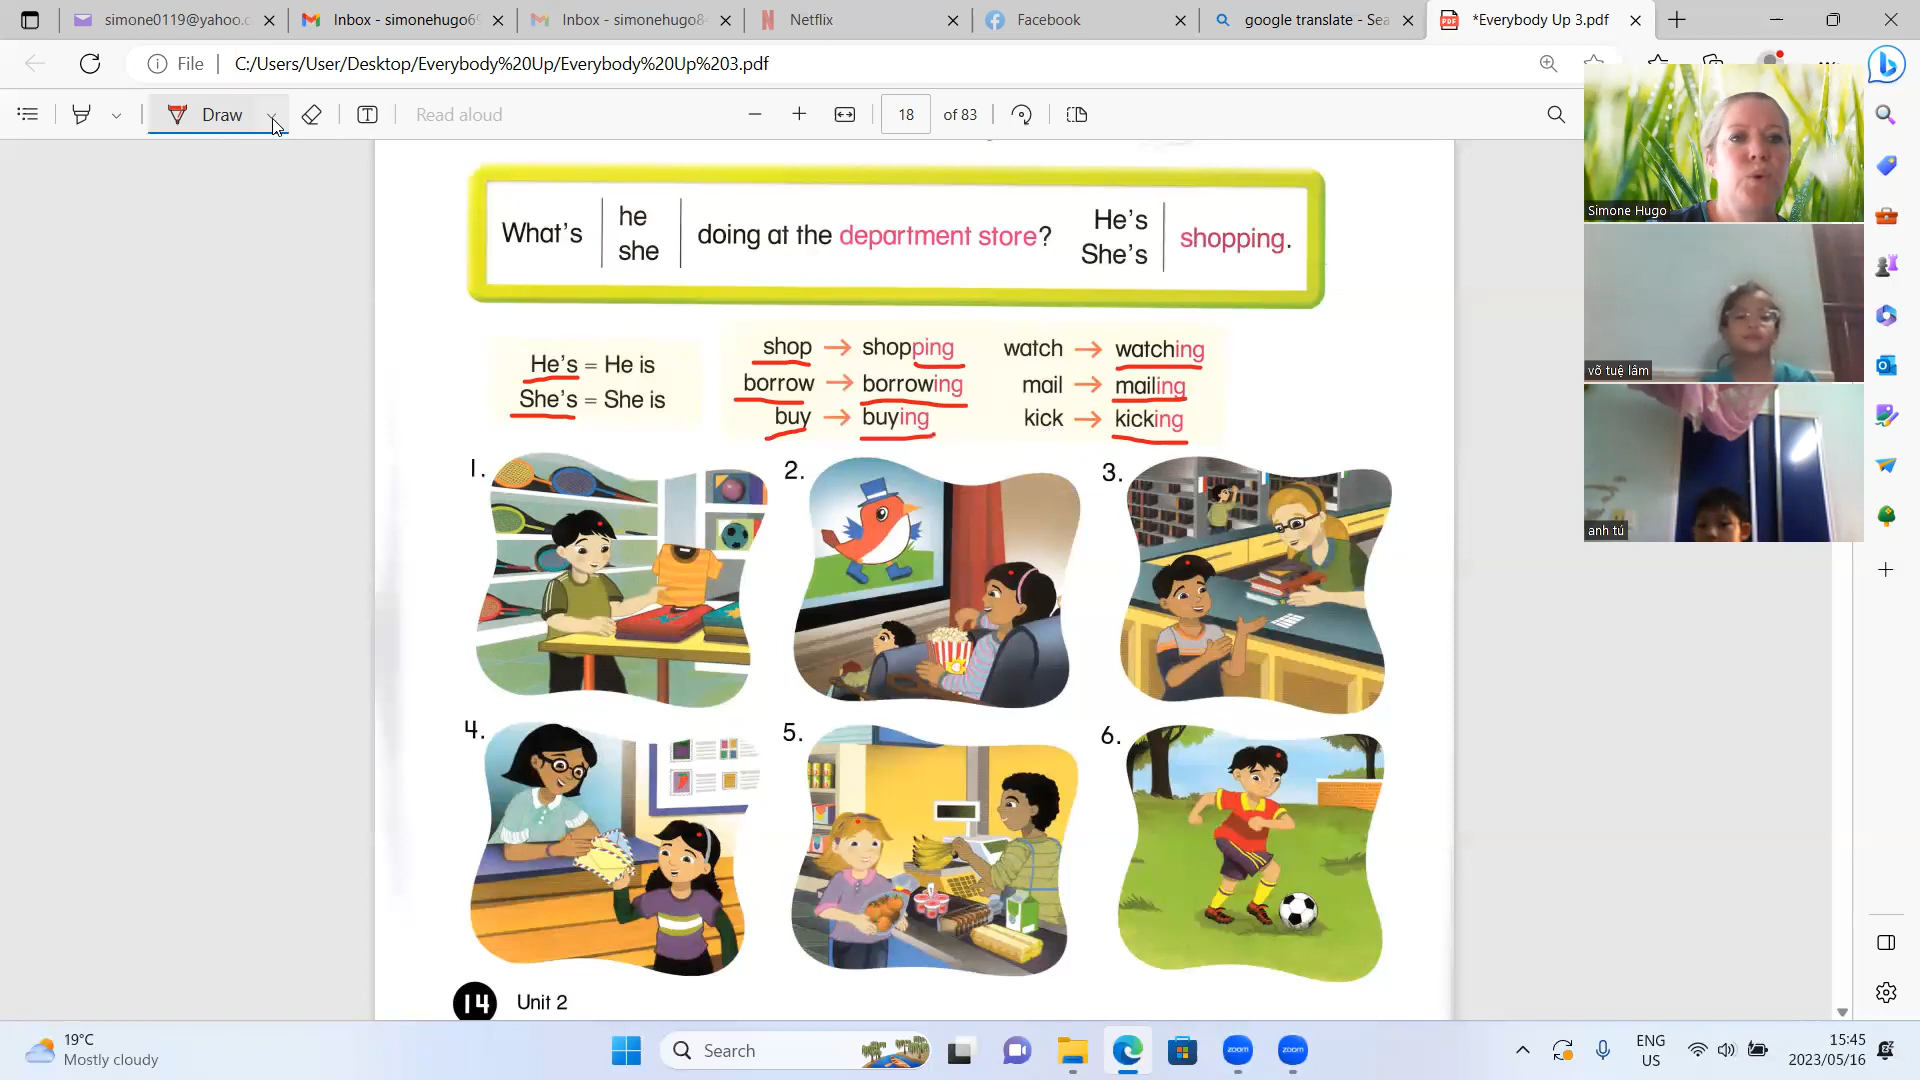 simone0119@yahoo.c
Inbox - simonehugo69
Inbox - simonehugo8
Netflix
Facebook
google translate - Sea
*Everybody Up 3.pdf
File
C:/Users/User/Desktop/Everybody%20Up/Everybody%20Up%203.pdf
Draw
Read aloud
18
of 83
What's
he
she
doing at the department store?
He's
She's
shopping.
He's = He is
She's = She is
shop → shopping
borrow → borrowing
buy → buying
watch → watching
mail → mailing
kick → kicking
1.
2.
3.
4.
5.
6.
14
Unit 2
Simone Hugo
võ tuệ lâm
anh tú
19°C
Mostly cloudy
Search
zoom
zoom
ENG
US
15:45
2023/05/16